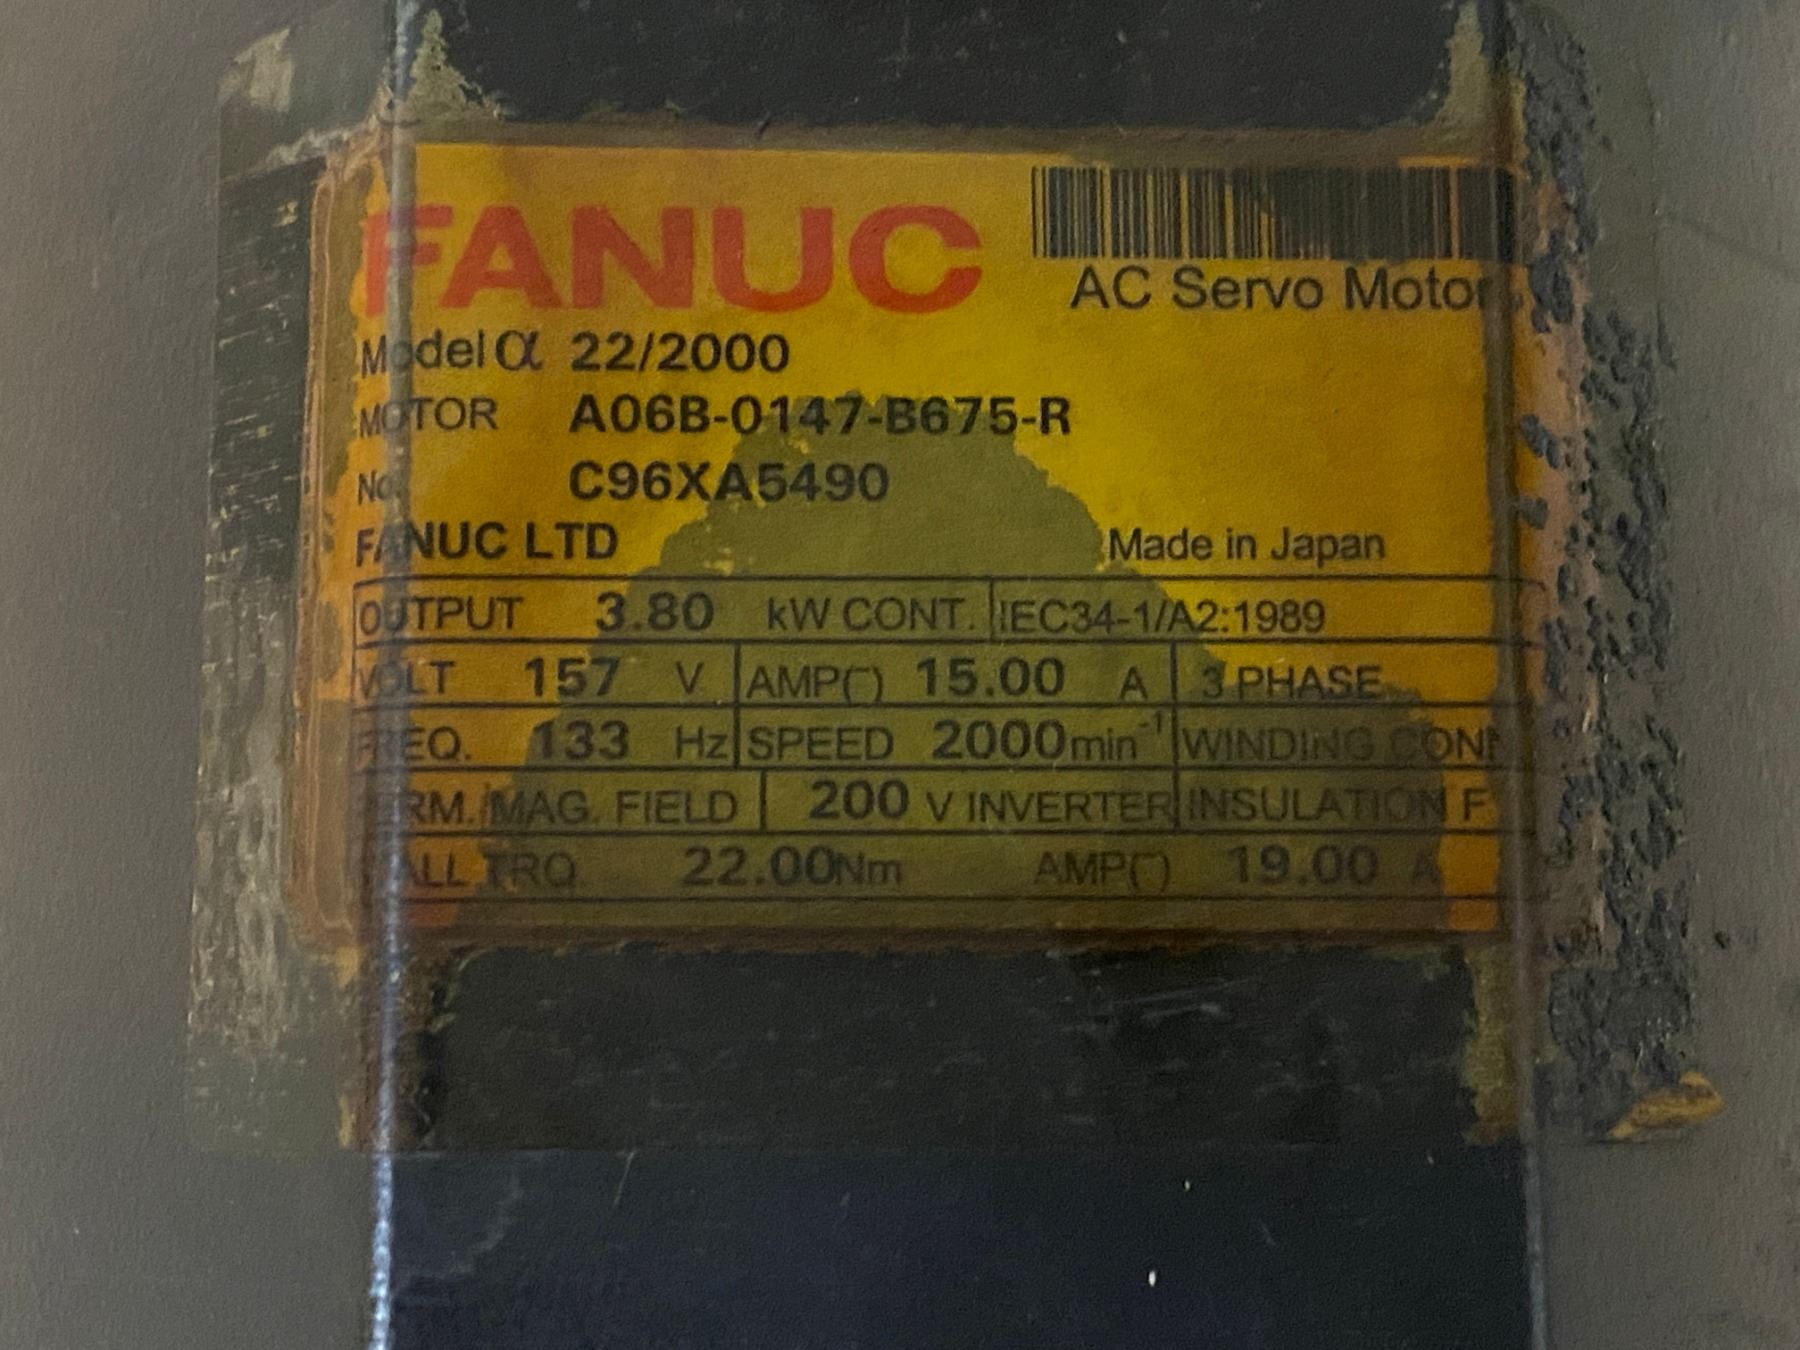 FANUC
AC Servo Motor
Model α 22/2000
MOTOR A06B-0147-B675-R
No. C96XA5490
FANUC LTD Made in Japan
OUTPUT 3.80 kW CONT. IEC34-1/A2:1989
VOLT 157 V AMP(~) 15.00 A 3 PHASE
FREQ. 133 Hz SPEED 2000min⁻¹ WINDING CONN
MAG. FIELD 200 V INVERTER INSULATION F
TRQ. 22.00Nm AMP(~) 19.00 A